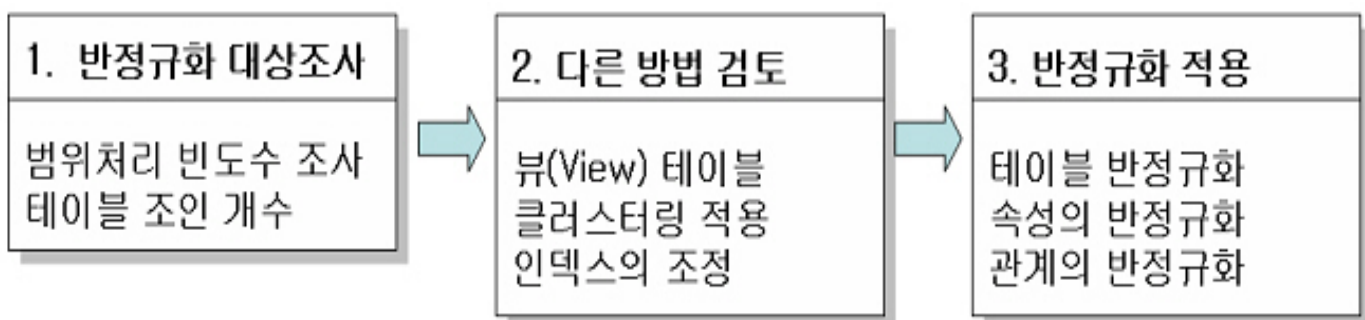 1. 반정규화 대상조사
범위처리 빈도수 조사
테이블 조인 개수
2. 다른 방법 검토
뷰(View) 테이블
클러스터링 적용
인덱스의 조정
3. 반정규화 적용
테이블 반정규화
속성의 반정규화
관계의 반정규화